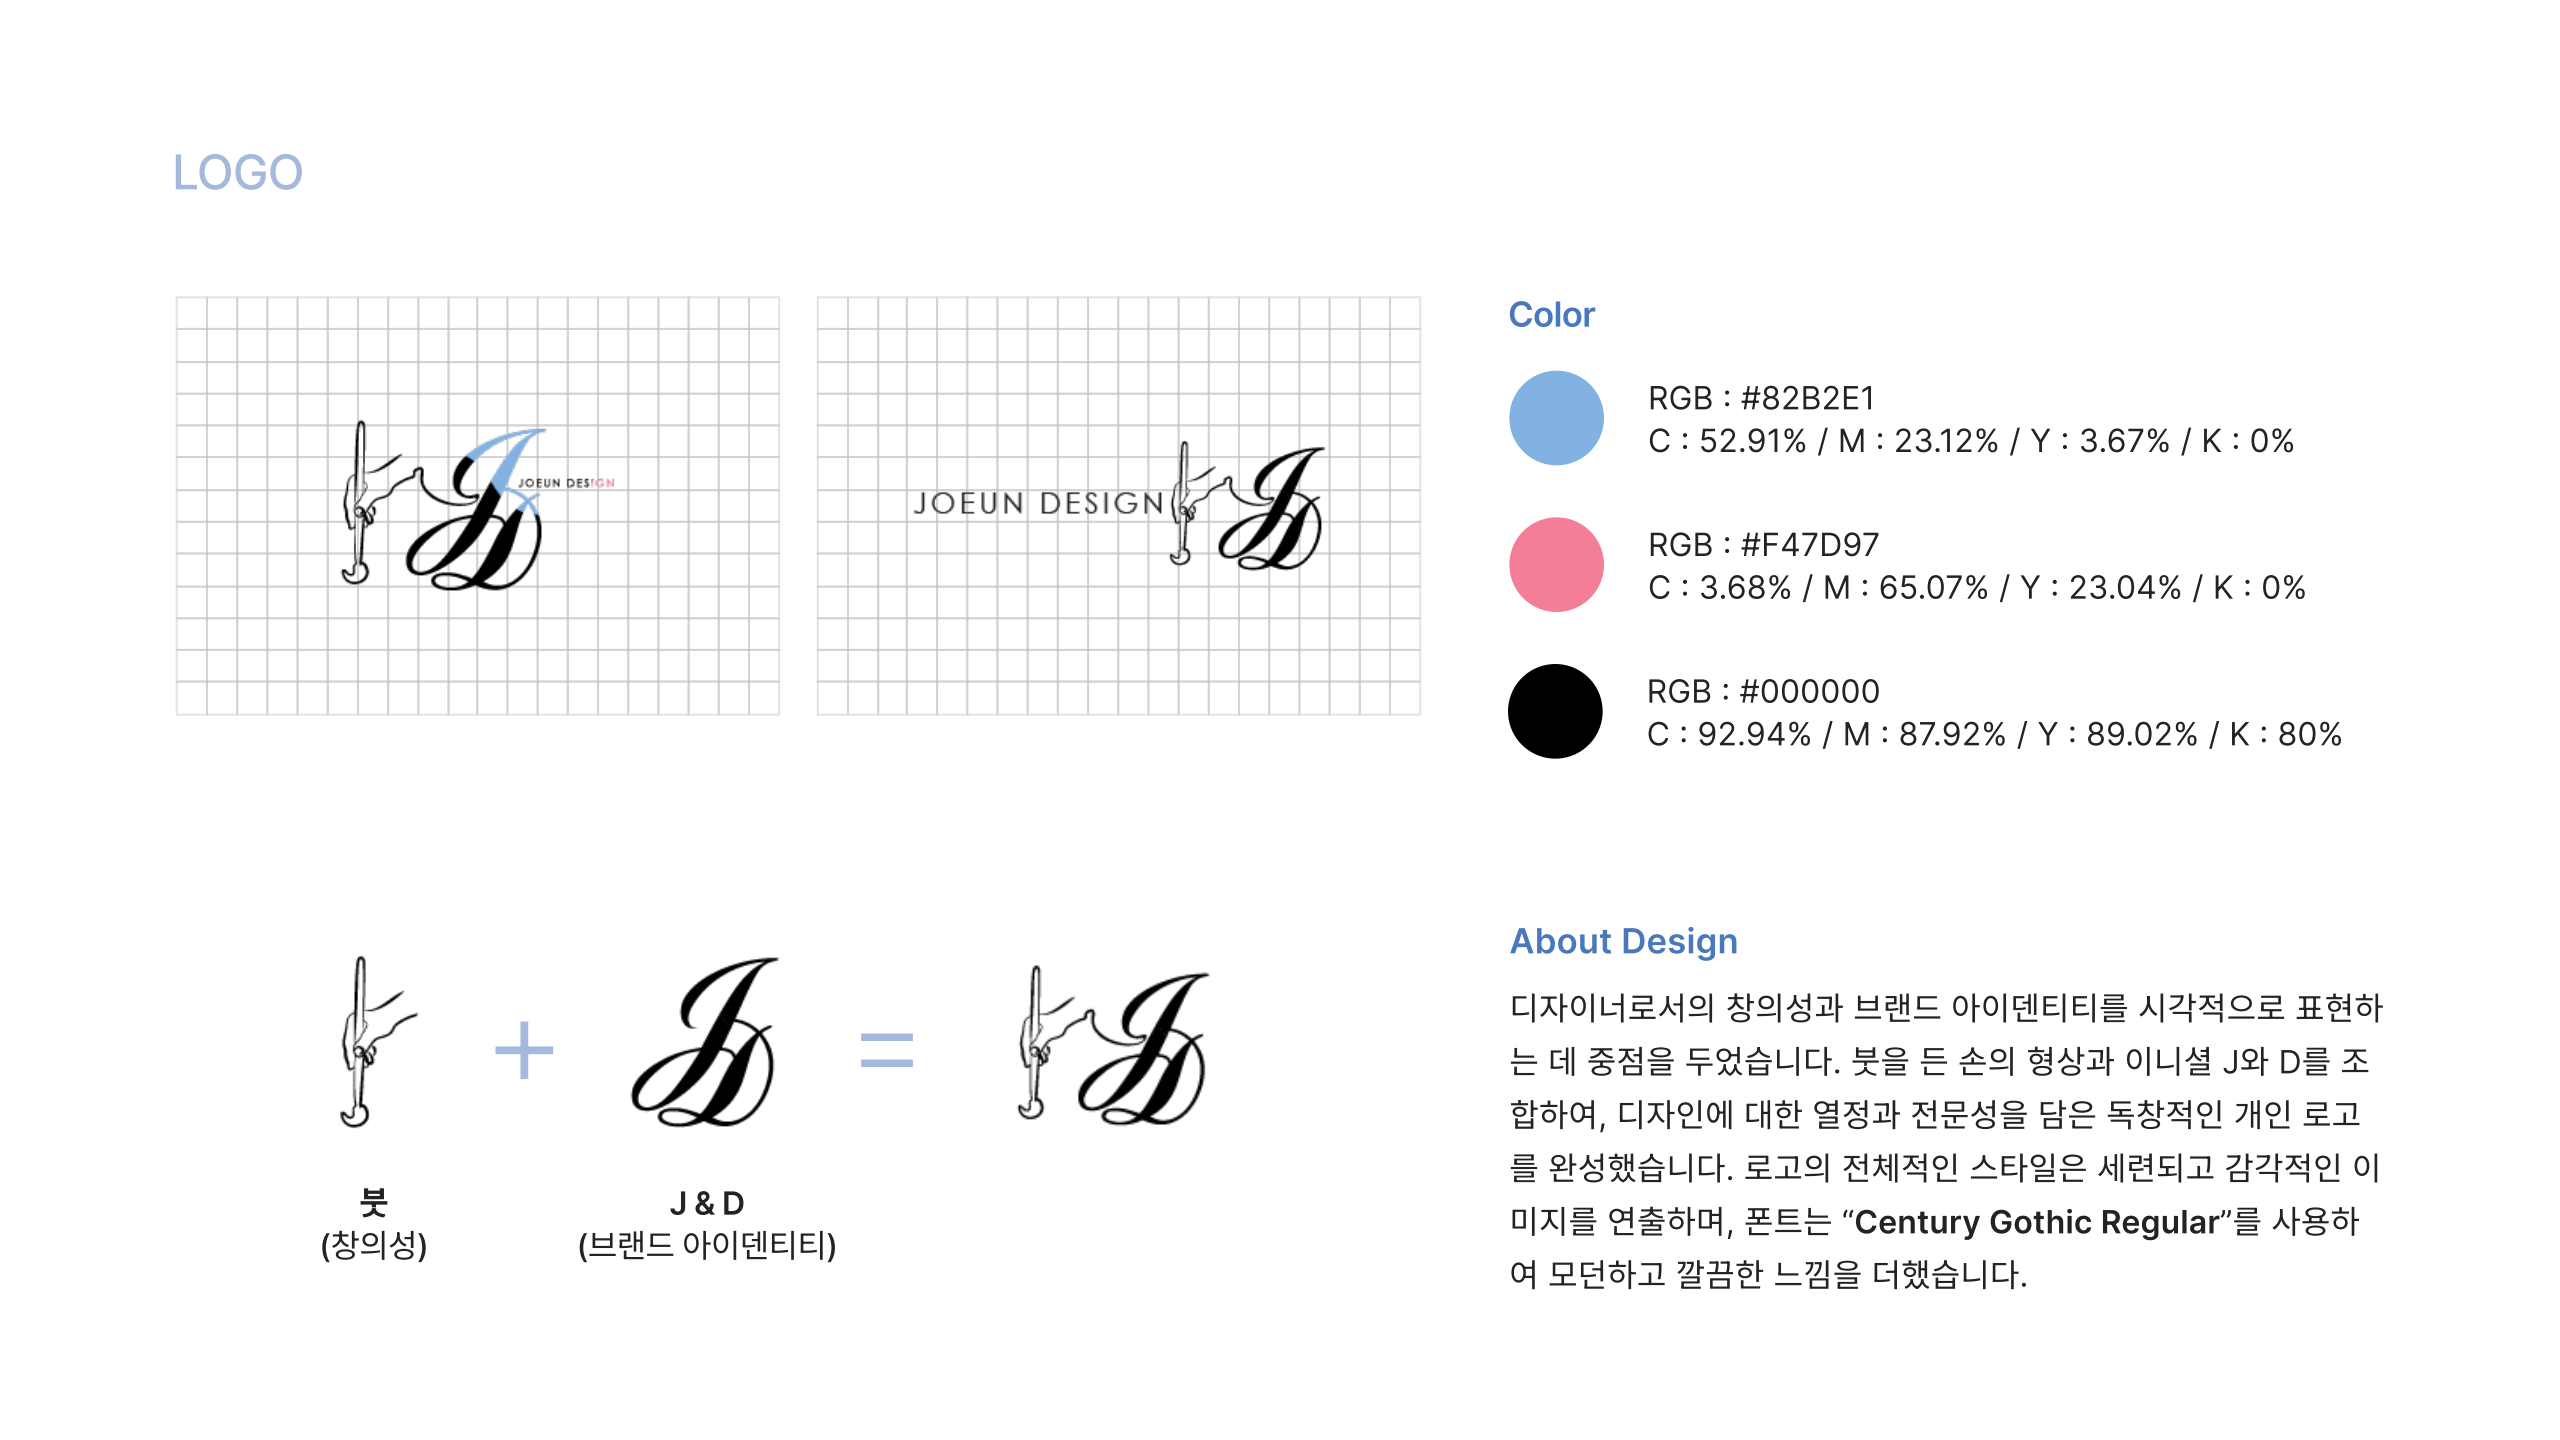 LOGO
JOEUN DESIGN
JOEUN DESIGN
Color
RGB : #82B2E1
C : 52.91% / M : 23.12% / Y : 3.67% / K : 0%
RGB : #F47D97
C : 3.68% / M : 65.07% / Y : 23.04% / K : 0%
RGB : #000000
C : 92.94% / M : 87.92% / Y : 89.02% / K : 80%
붓
(창의성)
+
J & D
(브랜드 아이덴티티)
=
About Design
디자이너로서의 창의성과 브랜드 아이덴티티를 시각적으로 표현하
는 데 중점을 두었습니다. 붓을 든 손의 형상과 이니셜 J와 D를 조
합하여, 디자인에 대한 열정과 전문성을 담은 독창적인 개인 로고
를 완성했습니다. 로고의 전체적인 스타일은 세련되고 감각적인 이
미지를 연출하며, 폰트는 “Century Gothic Regular”를 사용하
여 모던하고 깔끔한 느낌을 더했습니다.